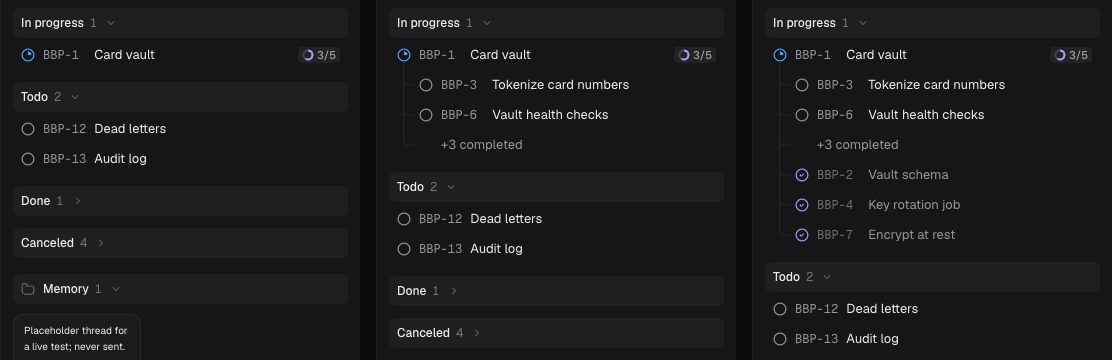 In progress 1
BBP-1 Card vault 3/5
Todo 2
BBP-12 Dead letters
BBP-13 Audit log
Done 1
Canceled 4
Memory 1
Placeholder thread for
a live test; never sent.
In progress 1
BBP-1 Card vault 3/5
BBP-3 Tokenize card numbers
BBP-6 Vault health checks
+3 completed
Todo 2
BBP-12 Dead letters
BBP-13 Audit log
Done 1
Canceled 4
In progress 1
BBP-1 Card vault 3/5
BBP-3 Tokenize card numbers
BBP-6 Vault health checks
+3 completed
BBP-2 Vault schema
BBP-4 Key rotation job
BBP-7 Encrypt at rest
Todo 2
BBP-12 Dead letters
BBP-13 Audit log